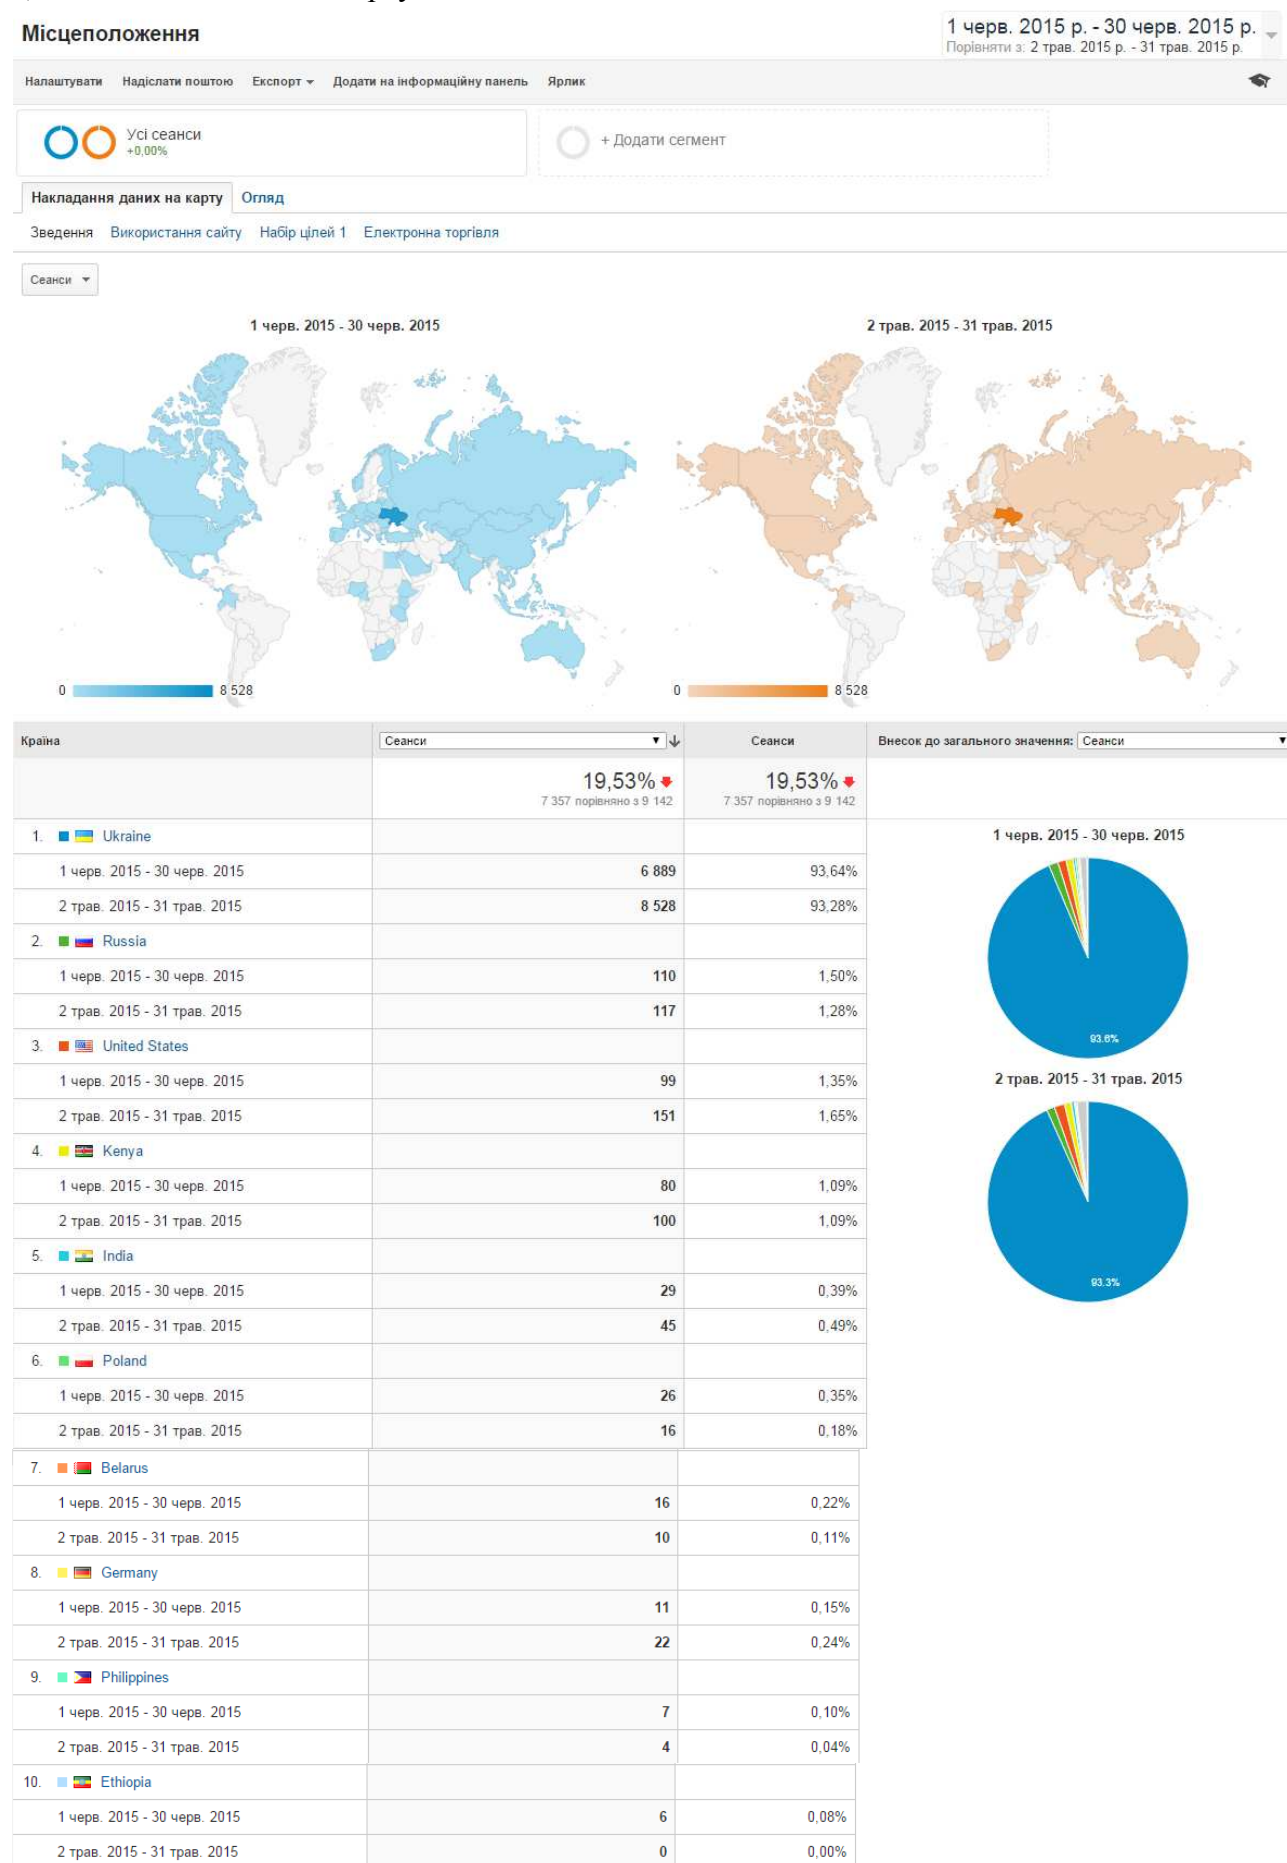 Місцеположення
1 черв. 2015 р. - 30 черв. 2015 р.
Порівняти з: 2 трав. 2015 р. - 31 трав. 2015 р.
Налаштувати Надіслати поштою Експорт Додати на інформаційну панель Ярлик
Усі сеанси
+0,00%
+ Додати сегмент
Накладання даних на карту Огляд
Зведення Використання сайту Набір цілей 1 Електронна торгівля
Сеанси
1 черв. 2015 - 30 черв. 2015
2 трав. 2015 - 31 трав. 2015
0 8 528
0 8 528
Країна Сеанси Сеанси Внесок до загального значення: Сеанси
19,53% 19,53%
7 357 порівняно з 9 142 7 357 порівняно з 9 142
1. Ukraine
1 черв. 2015 - 30 черв. 2015 6 889 93,64%
2 трав. 2015 - 31 трав. 2015 8 528 93,28%
2. Russia
1 черв. 2015 - 30 черв. 2015 110 1,50%
2 трав. 2015 - 31 трав. 2015 117 1,28%
3. United States
1 черв. 2015 - 30 черв. 2015 99 1,35%
2 трав. 2015 - 31 трав. 2015 151 1,65%
4. Kenya
1 черв. 2015 - 30 черв. 2015 80 1,09%
2 трав. 2015 - 31 трав. 2015 100 1,09%
5. India
1 черв. 2015 - 30 черв. 2015 29 0,39%
2 трав. 2015 - 31 трав. 2015 45 0,49%
6. Poland
1 черв. 2015 - 30 черв. 2015 26 0,35%
2 трав. 2015 - 31 трав. 2015 16 0,18%
7. Belarus
1 черв. 2015 - 30 черв. 2015 16 0,22%
2 трав. 2015 - 31 трав. 2015 10 0,11%
8. Germany
1 черв. 2015 - 30 черв. 2015 11 0,15%
2 трав. 2015 - 31 трав. 2015 22 0,24%
9. Philippines
1 черв. 2015 - 30 черв. 2015 7 0,10%
2 трав. 2015 - 31 трав. 2015 4 0,04%
10. Ethiopia
1 черв. 2015 - 30 черв. 2015 6 0,08%
2 трав. 2015 - 31 трав. 2015 0 0,00%
1 черв. 2015 - 30 черв. 2015
93.6%
2 трав. 2015 - 31 трав. 2015
93.3%